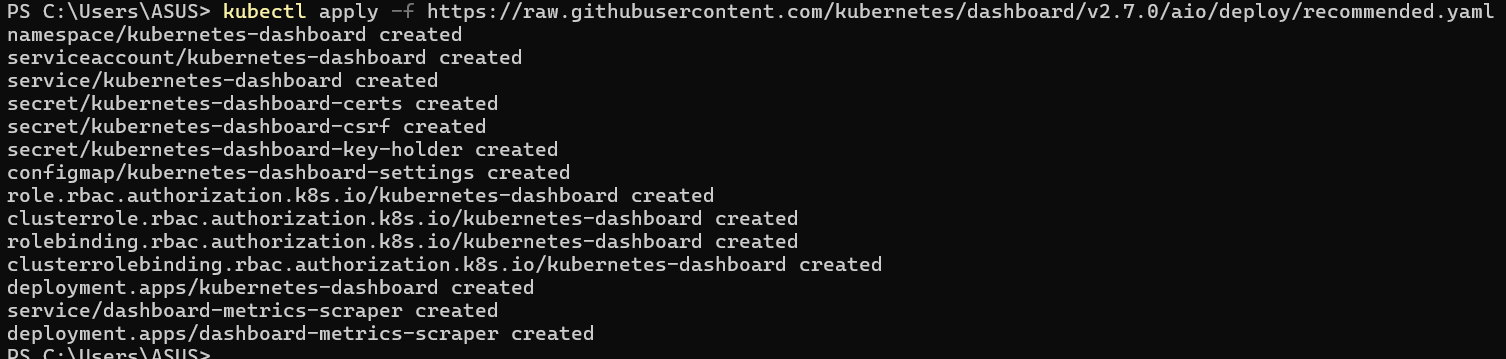 PS C:\Users\ASUS> kubectl apply -f https://raw.githubusercontent.com/kubernetes/dashboard/v2.7.0/aio/deploy/recommended.yaml
namespace/kubernetes-dashboard created
serviceaccount/kubernetes-dashboard created
service/kubernetes-dashboard created
secret/kubernetes-dashboard-certs created
secret/kubernetes-dashboard-csrf created
secret/kubernetes-dashboard-key-holder created
configmap/kubernetes-dashboard-settings created
role.rbac.authorization.k8s.io/kubernetes-dashboard created
clusterrole.rbac.authorization.k8s.io/kubernetes-dashboard created
rolebinding.rbac.authorization.k8s.io/kubernetes-dashboard created
clusterrolebinding.rbac.authorization.k8s.io/kubernetes-dashboard created
deployment.apps/kubernetes-dashboard created
service/dashboard-metrics-scraper created
deployment.apps/dashboard-metrics-scraper created
PS C:\Users\ASUS>